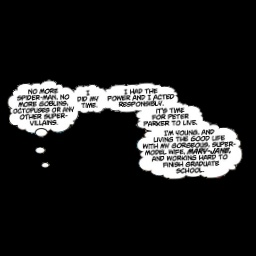 NO MORE
SPIDER-MAN. NO
MORE GOBLINS,
OCTOPUSES OR ANY
OTHER SUPER-
VILLAINS.
I
DID MY
TIME.
I HAD THE
POWER AND I ACTED
RESPONSIBLY.
IT'S TIME
FOR PETER
PARKER TO LIVE.
I'M YOUNG, AND
LIVING THE GOOD LIFE
WITH MY GORGEOUS, SUPER-
MODEL WIFE, MARY-JANE,
AND WORKING HARD TO
FINISH GRADUATE
SCHOOL.